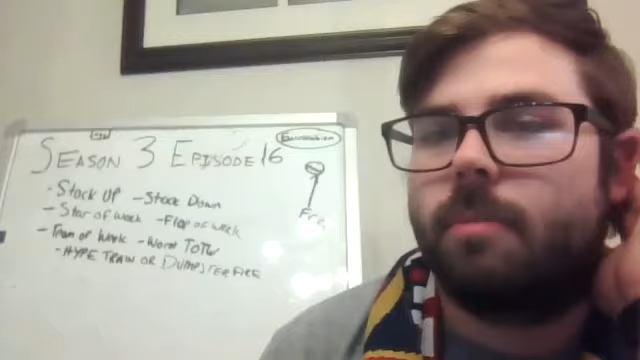 SEASON 3 EPISODE 16
- STOCK UP - STOCK DOWN
- Star of week - Flop of week
- Team of Week - Worst TOTW
- HYPE TRAIN OR DUMPSTER FIRE